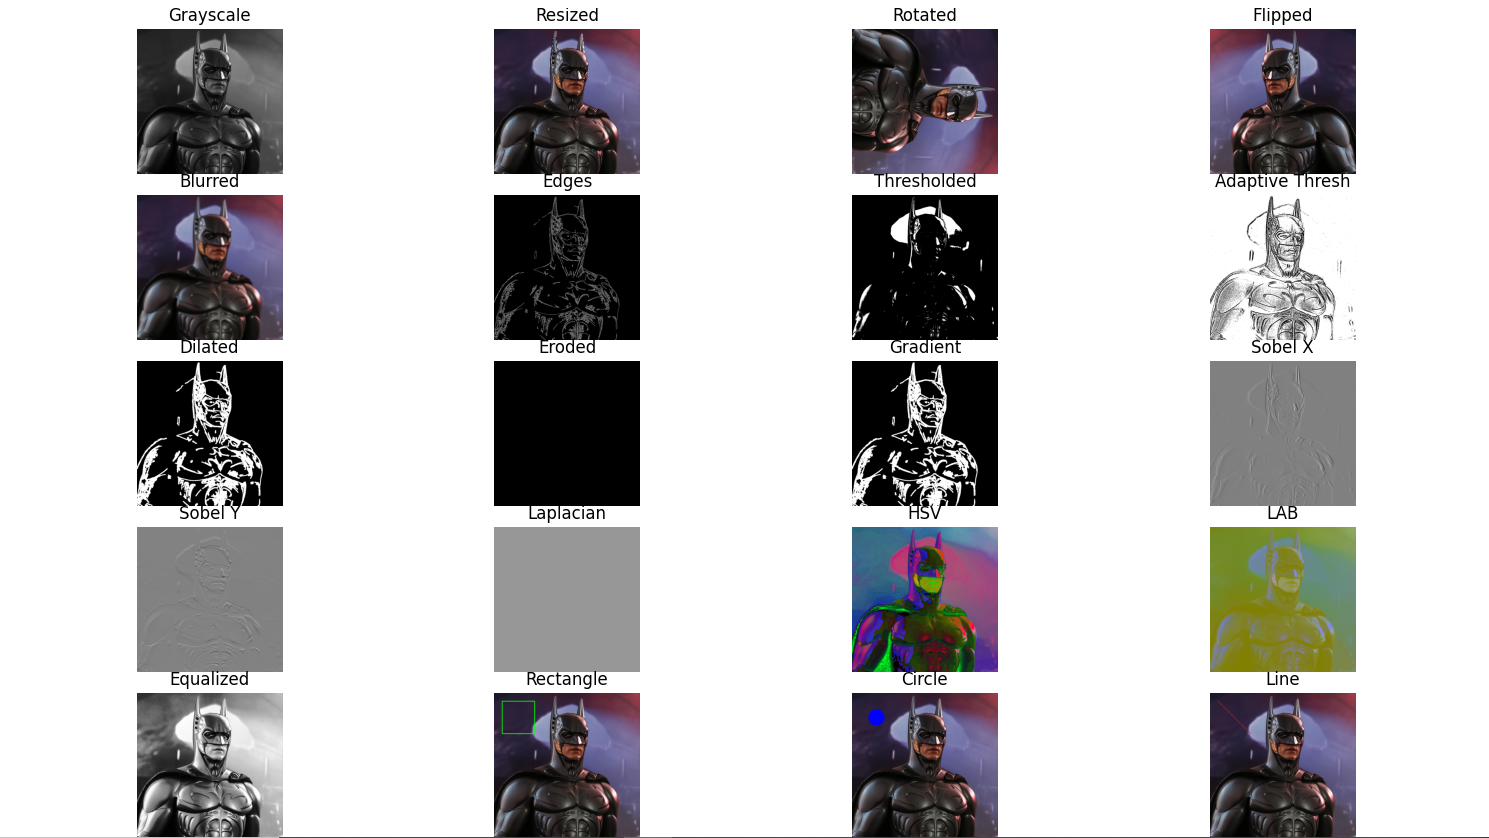 Grayscale
Resized
Rotated
Flipped
Blurred
Edges
Thresholded
Adaptive Thresh
Dilated
Eroded
Gradient
Sobel X
Sobel Y
Laplacian
HSV
LAB
Equalized
Rectangle
Circle
Line